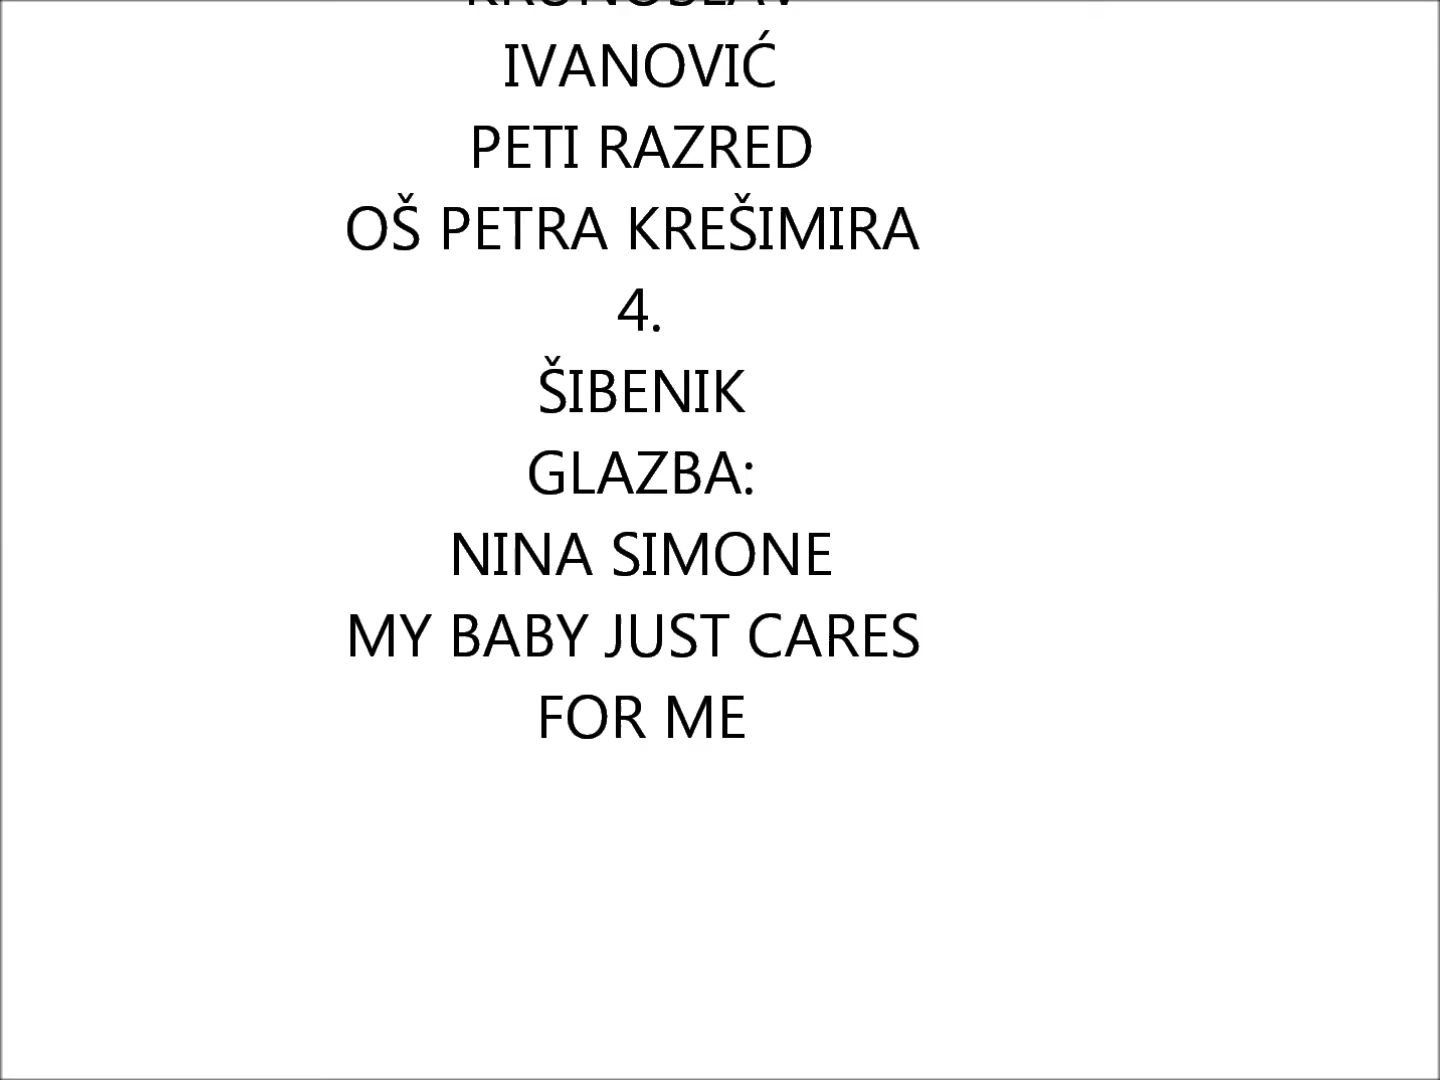 IVANOVIĆ
PETI RAZRED
OŠ PETRA KREŠIMIRA
4.
ŠIBENIK
GLAZBA:
NINA SIMONE
MY BABY JUST CARES
FOR ME